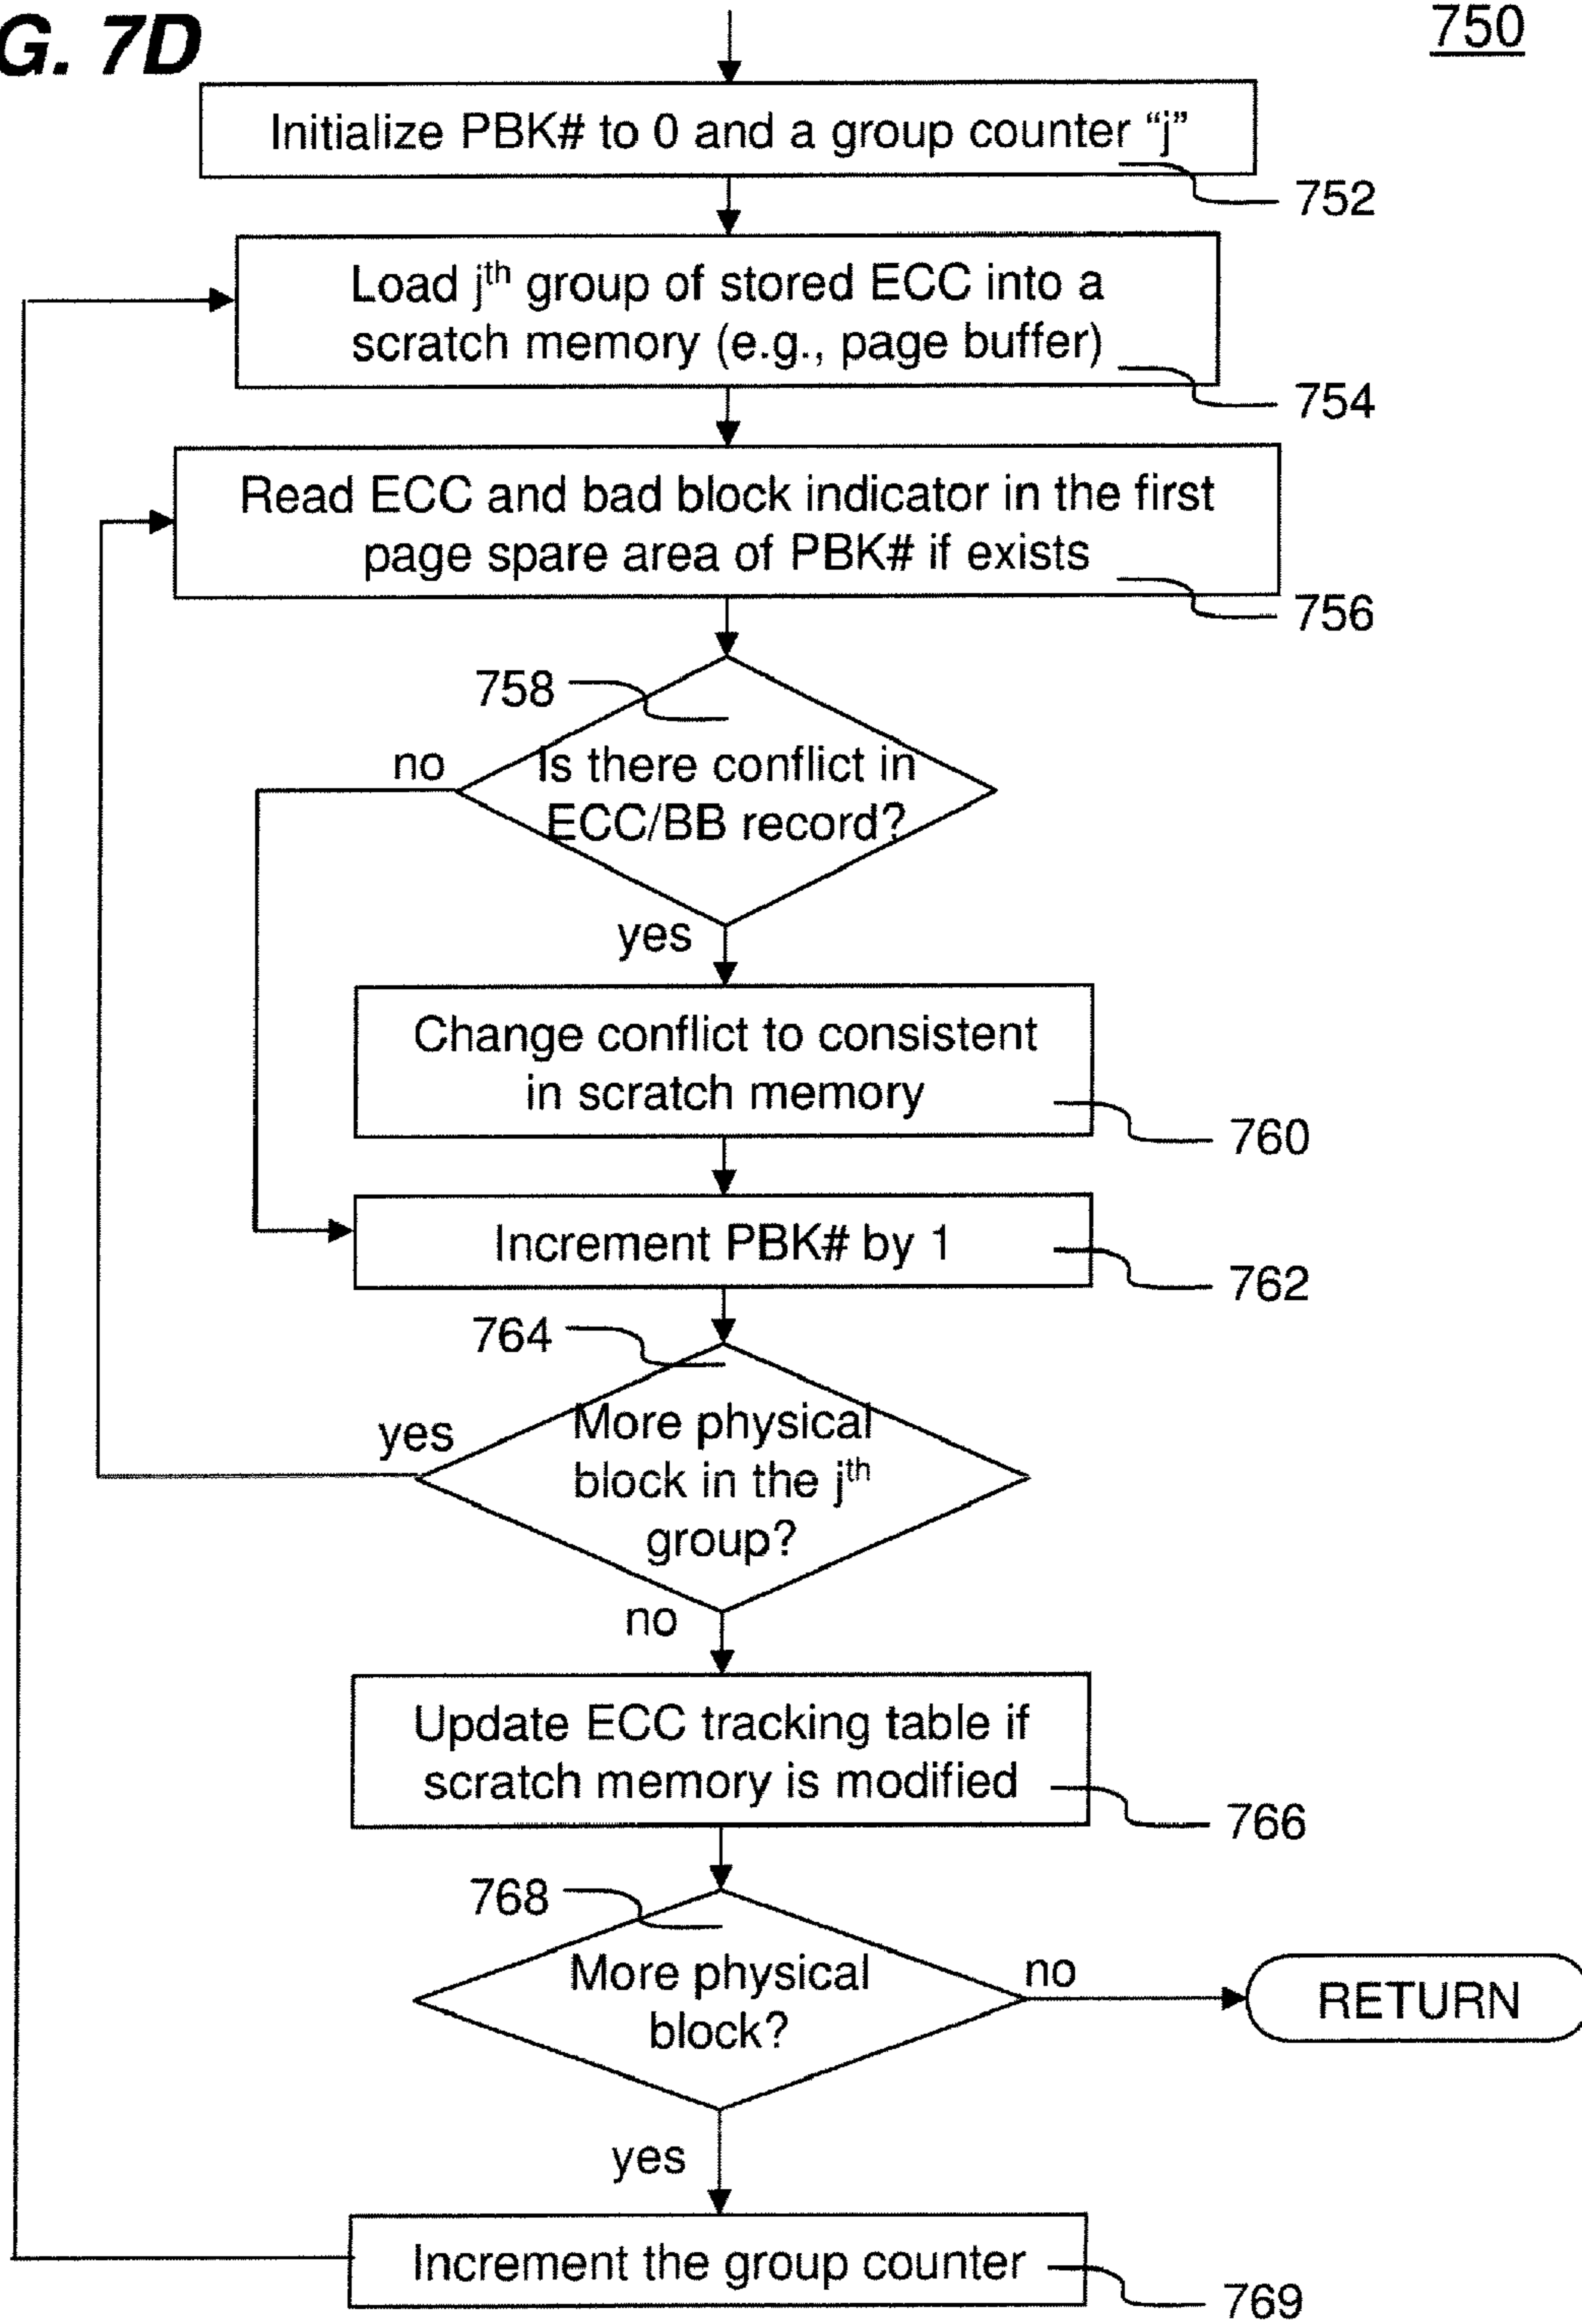 G. 7D
750
Initialize PBK# to 0 and a group counter “j”
752
Load jth group of stored ECC into a
scratch memory (e.g., page buffer)
754
Read ECC and bad block indicator in the first
page spare area of PBK# if exists
756
758
no
Is there conflict in
ECC/BB record?
yes
Change conflict to consistent
in scratch memory
760
Increment PBK# by 1
762
764
yes
More physical
block in the jth
group?
no
Update ECC tracking table if
scratch memory is modified
766
768
More physical
block?
no
RETURN
yes
Increment the group counter
769